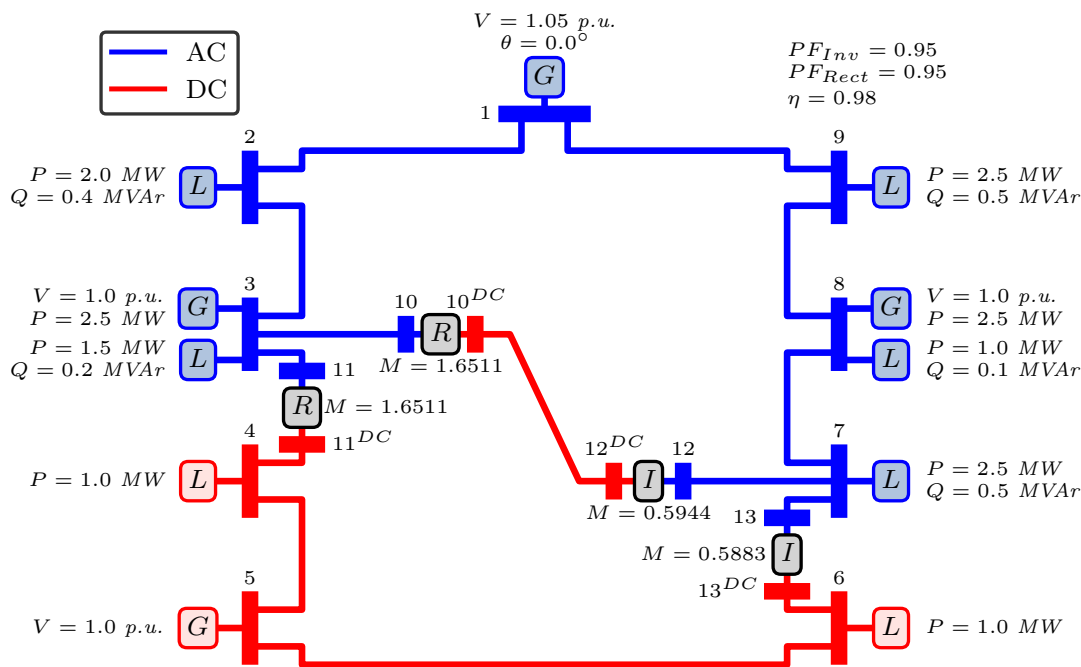 V = 1.05 p.u.
θ = 0.0°
AC
DC
PF_{Inv} = 0.95
PF_{Rect} = 0.95
η = 0.98
G
1
2
9
P = 2.0 MW
Q = 0.4 MVAr
L
L
P = 2.5 MW
Q = 0.5 MVAr
3
8
V = 1.0 p.u.
P = 2.5 MW
G
10
10^{DC}
G
V = 1.0 p.u.
P = 2.5 MW
R
P = 1.5 MW
Q = 0.2 MVAr
L
M = 1.6511
L
P = 1.0 MW
Q = 0.1 MVAr
11
R
M = 1.6511
4
11^{DC}
12^{DC}
12
7
P = 1.0 MW
L
I
L
P = 2.5 MW
Q = 0.5 MVAr
M = 0.5944
13
M = 0.5883
I
5
13^{DC}
6
V = 1.0 p.u.
G
L
P = 1.0 MW